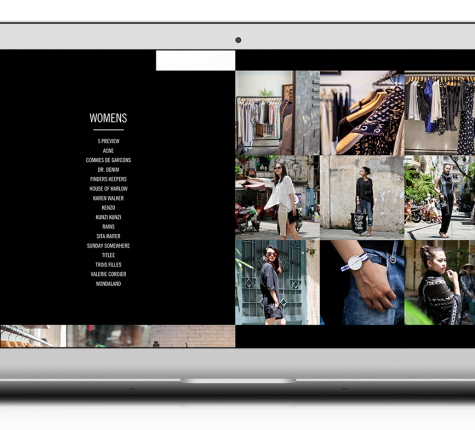 WOMENS
5 PREVIEW
ACNE
COMMES DE GARCONS
DR. DENIM
FINDERS KEEPERS
HOUSE OF HARLOW
KAREN WALKER
KENZO
KUNZI KUNZI
RAINS
SITA RAITER
SUNDAY SOMEWHERE
TITLEE
TROIS FILLES
VALERIE CORDIER
WONDALAND